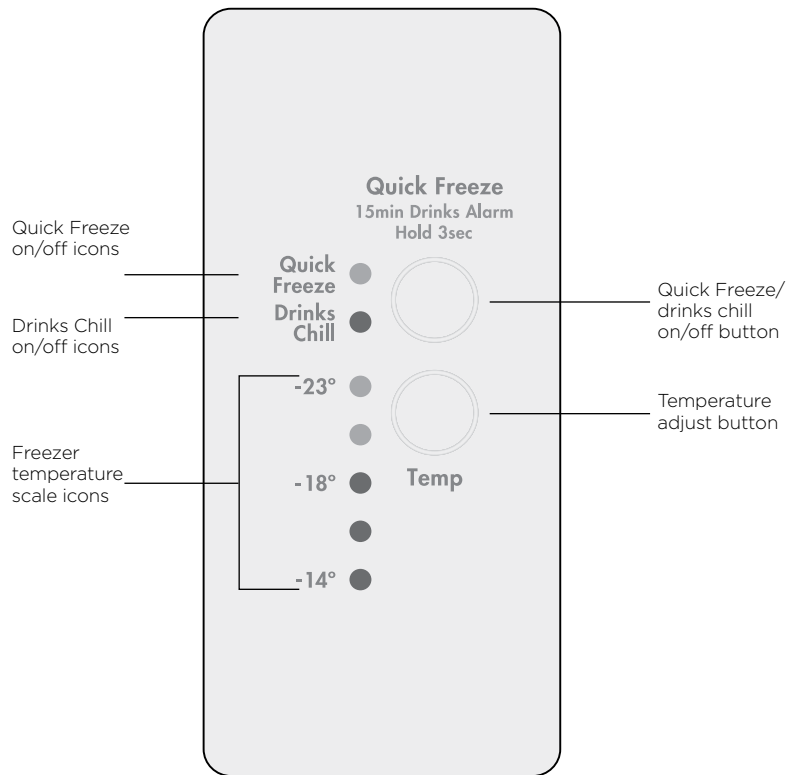 Quick Freeze
15min Drinks Alarm
Hold 3sec
Quick Freeze
on/off icons
Quick
Freeze
Drinks
Chill
Drinks Chill
on/off icons
Quick Freeze/
drinks chill
on/off button
-23°
Temperature
adjust button
Freezer
temperature
scale icons
-18°
Temp
-14°